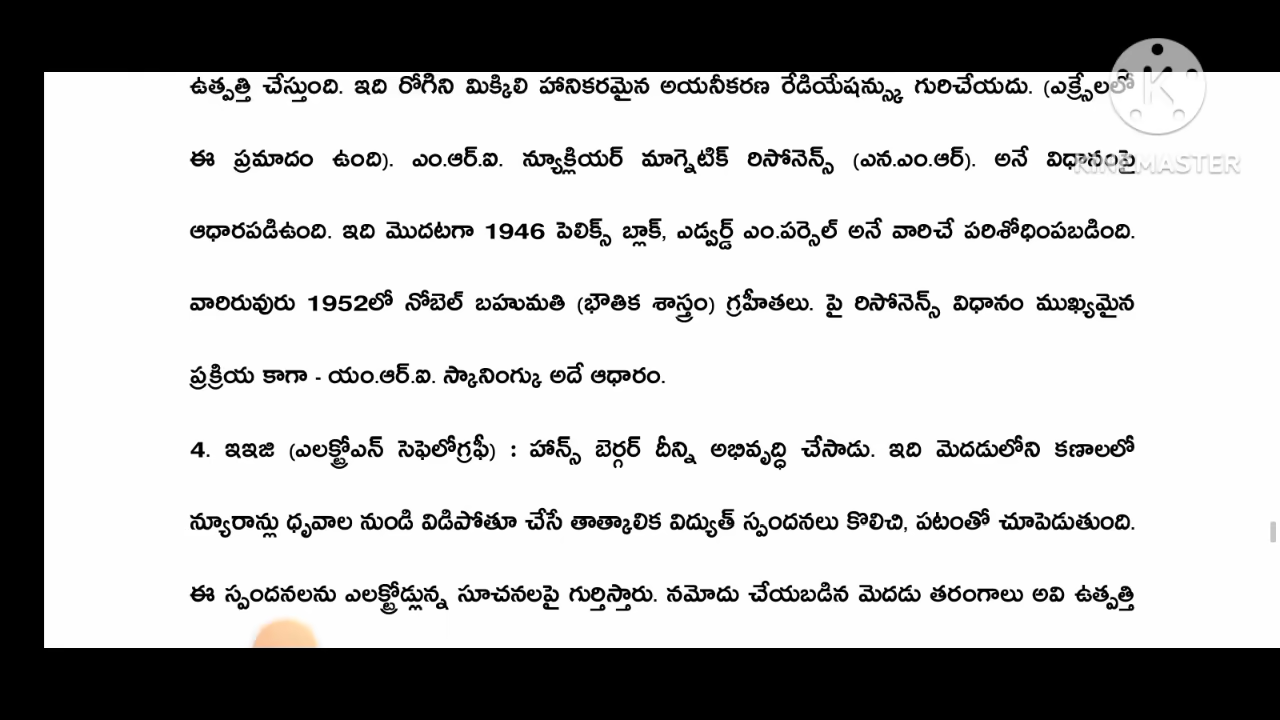 ఉత్పత్తి చేస్తుంది. ఇది రోగిని మిక్కిలి హానికరమైన అయనీకరణ రేడియేషన్స్కు గురిచేయదు. (ఎక్స్రేలలో
ఈ ప్రమాదం ఉంది). ఎం.ఆర్.ఐ. న్యూక్లియర్ మాగ్నెటిక్ రిసోనెన్స్ (ఎన.ఎం.ఆర్). అనే విధానంపై
ఆధారపడిఉంది. ఇది మొదటగా 1946 పెలిక్స్ బ్లాక్, ఎడ్వర్డ్ ఎం.పర్సెల్ అనే వారిచే పరిశోధింపబడింది.
వారిరువురు 1952లో నోబెల్ బహుమతి (భౌతిక శాస్త్రం) గ్రహీతలు. పై రిసోనెన్స్ విధానం ముఖ్యమైన
ప్రక్రియ కాగా - యం.ఆర్.ఐ. స్కానింగ్కు అదే ఆధారం.
4. ఇఇజి (ఎలక్ట్రోఎన్ సెఫెలోగ్రఫీ) : హాన్స్ బెర్గర్ దీన్ని అభివృద్ధి చేసాడు. ఇది మెదడులోని కణాలలో
న్యూరాన్లు ధృవాల నుండి విడిపోతూ చేసే తాత్కాలిక విద్యుత్ స్పందనలు కొలిచి, పటంతో చూపెడుతుంది.
ఈ స్పందనలను ఎలక్ట్రోడ్లున్న సూచనలపై గుర్తిస్తారు. నమోదు చేయబడిన మెదడు తరంగాలు అవి ఉత్పత్తి
KINEMASTER